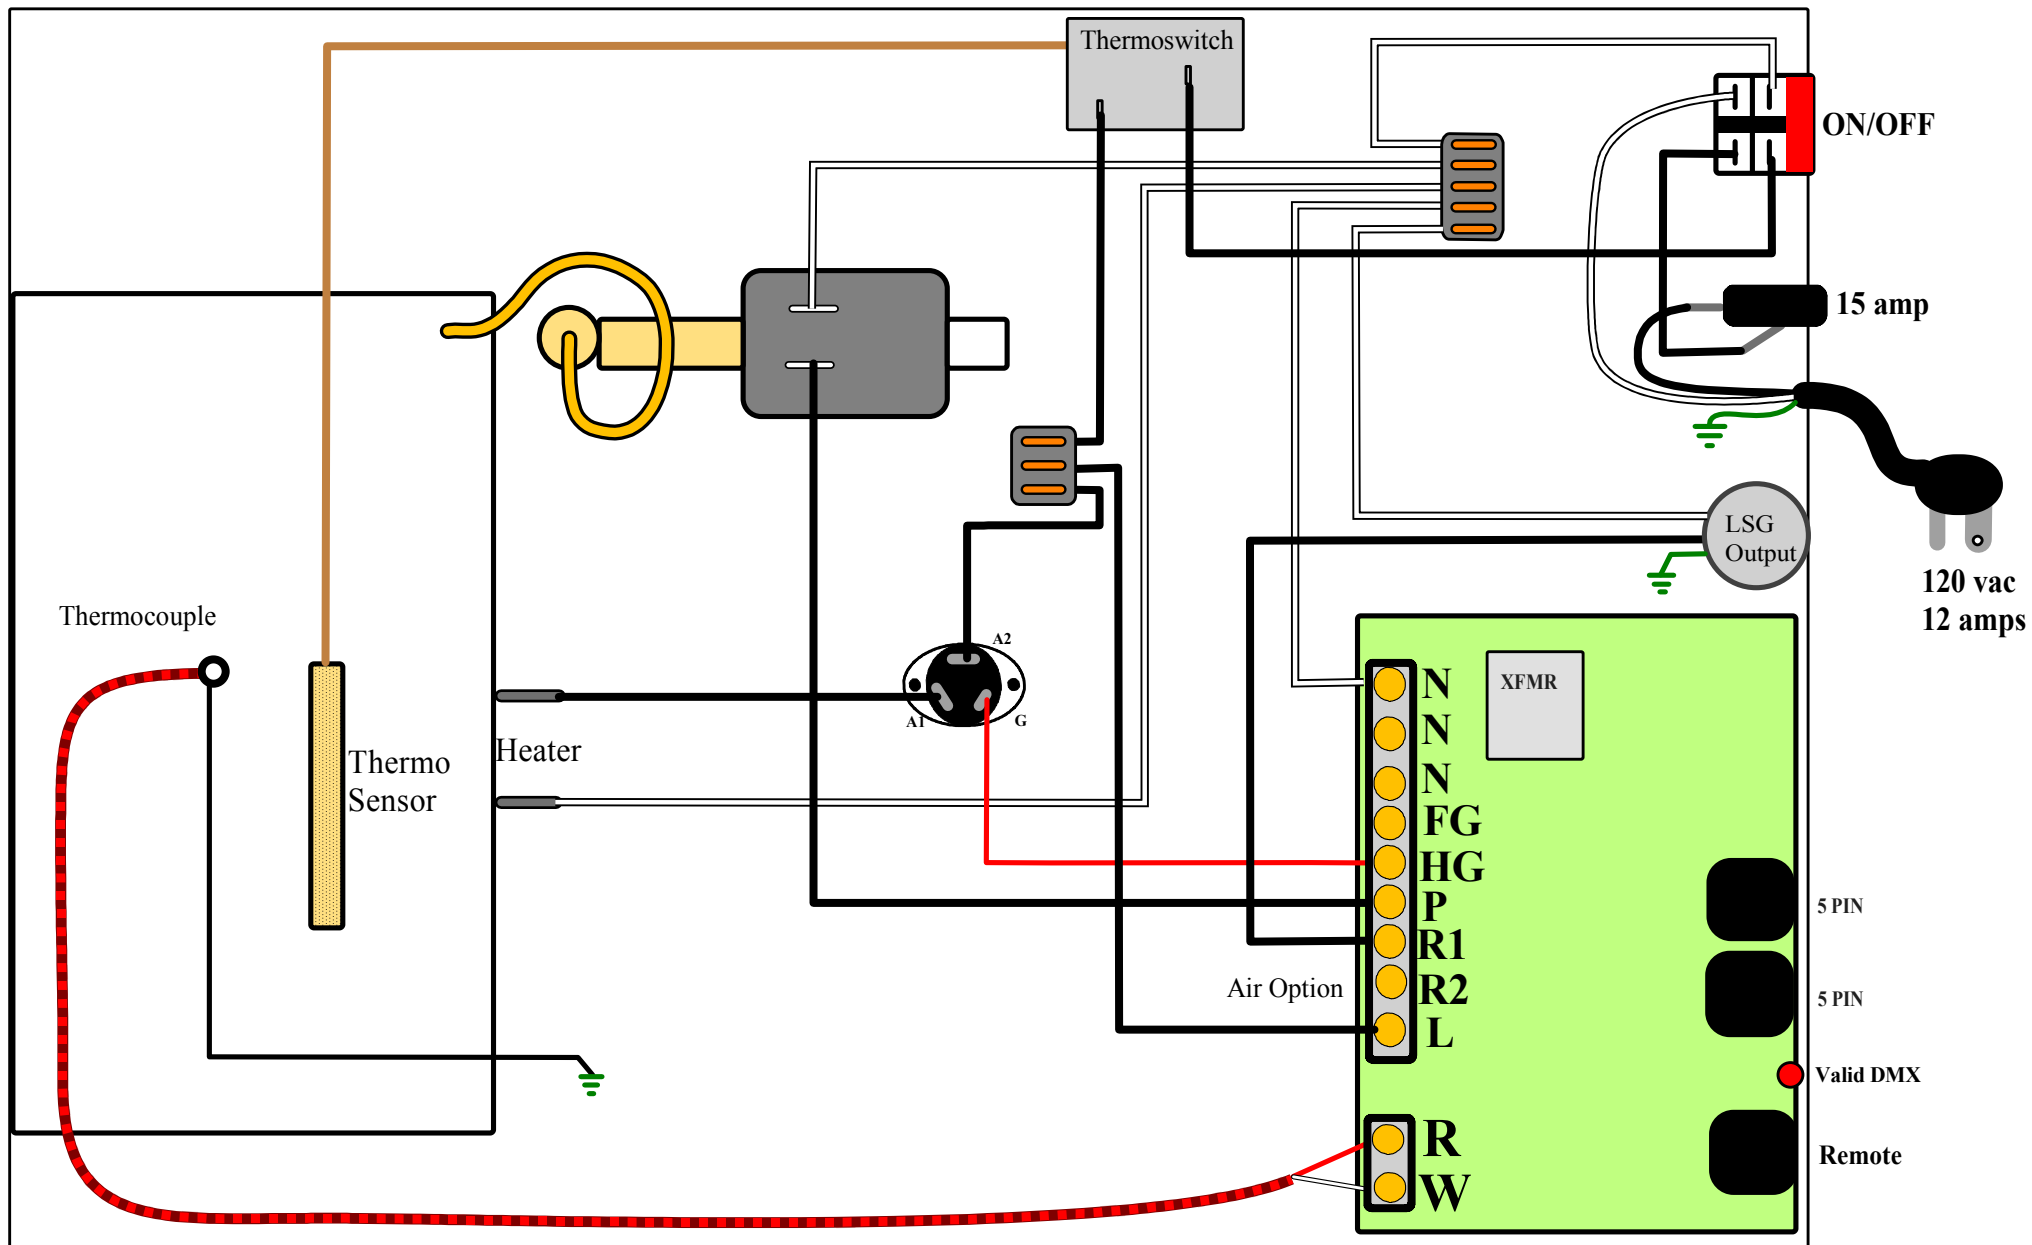 Thermoswitch
ON/OFF
15 amp
LSG
Output
120 vac
12 amps
Thermocouple
A2
A1
G
Heater
Thermo
Sensor
XFMR
N
N
N
FG
HG
P
R1
R2
L
Air Option
5 PIN
5 PIN
Valid DMX
R
W
Remote